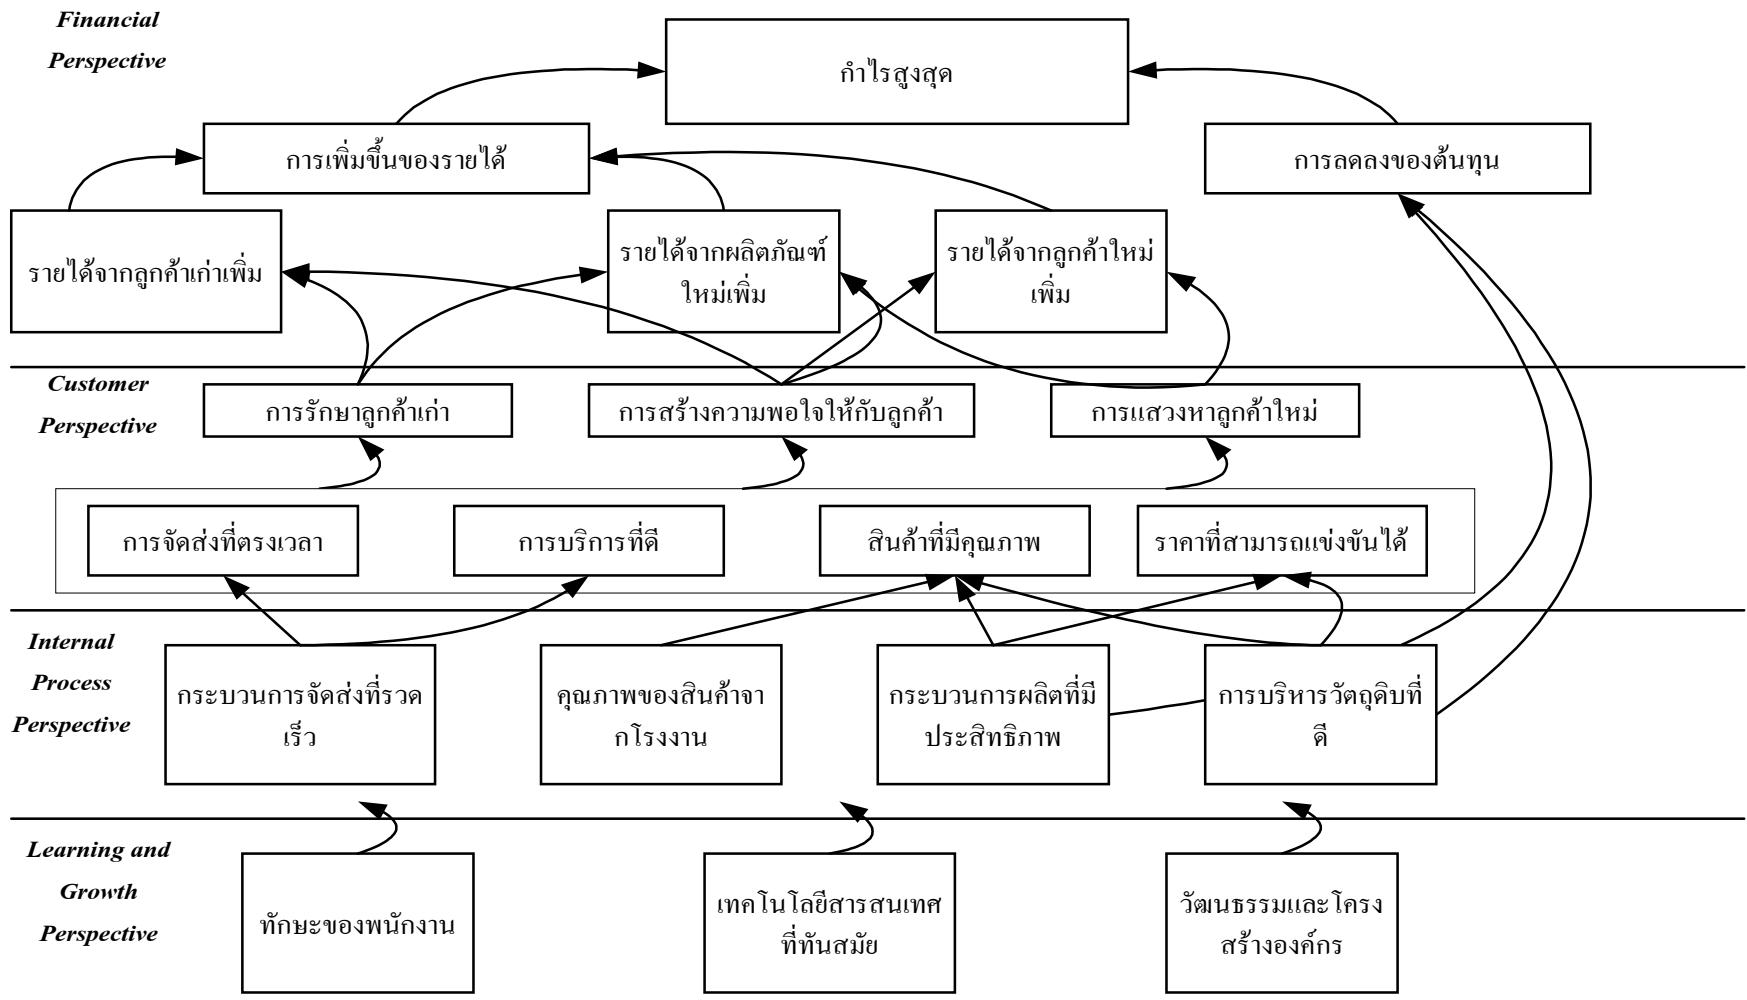 Financial
Perspective
กำไรสูงสุด
การเพิ่มขึ้นของรายได้
การลดลงของต้นทุน
รายได้จากลูกค้าเก่าเพิ่ม
รายได้จากผลิตภัณฑ์
ใหม่เพิ่ม
รายได้จากลูกค้าใหม่
เพิ่ม
Customer
Perspective
การรักษาลูกค้าเก่า
การสร้างความพอใจให้กับลูกค้า
การแสวงหาลูกค้าใหม่
การจัดส่งที่ตรงเวลา
การบริการที่ดี
สินค้าที่มีคุณภาพ
ราคาที่สามารถแข่งขันได้
Internal
Process
Perspective
กระบวนการจัดส่งที่รวด
เร็ว
คุณภาพของสินค้าจา
กโรงงาน
กระบวนการผลิตที่มี
ประสิทธิภาพ
การบริหารวัตถุดิบที่
ดี
Learning and
Growth
Perspective
ทักษะของพนักงาน
เทคโนโลยีสารสนเทศ
ที่ทันสมัย
วัฒนธรรมและโครง
สร้างองค์กร